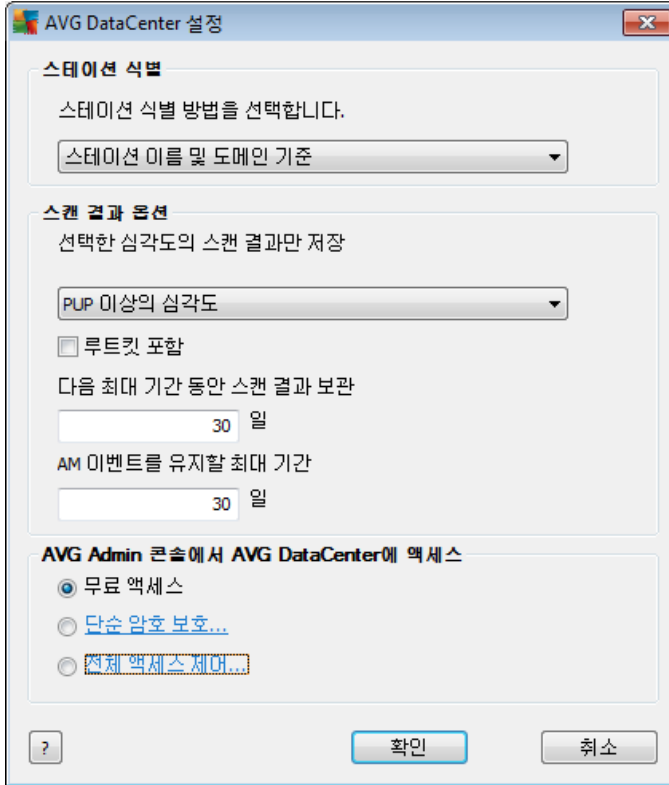 AVG DataCenter 설정
스테이션 식별
스테이션 식별 방법을 선택합니다.
스테이션 이름 및 도메인 기준
스캔 결과 옵션
선택한 심각도의 스캔 결과만 저장
PUP 이상의 심각도
루트킷 포함
다음 최대 기간 동안 스캔 결과 보관
30 일
AM 이벤트를 유지할 최대 기간
30 일
AVG Admin 콘솔에서 AVG DataCenter에 액세스
무료 액세스
단순 암호 보호...
전체 액세스 제어...
?
확인
취소